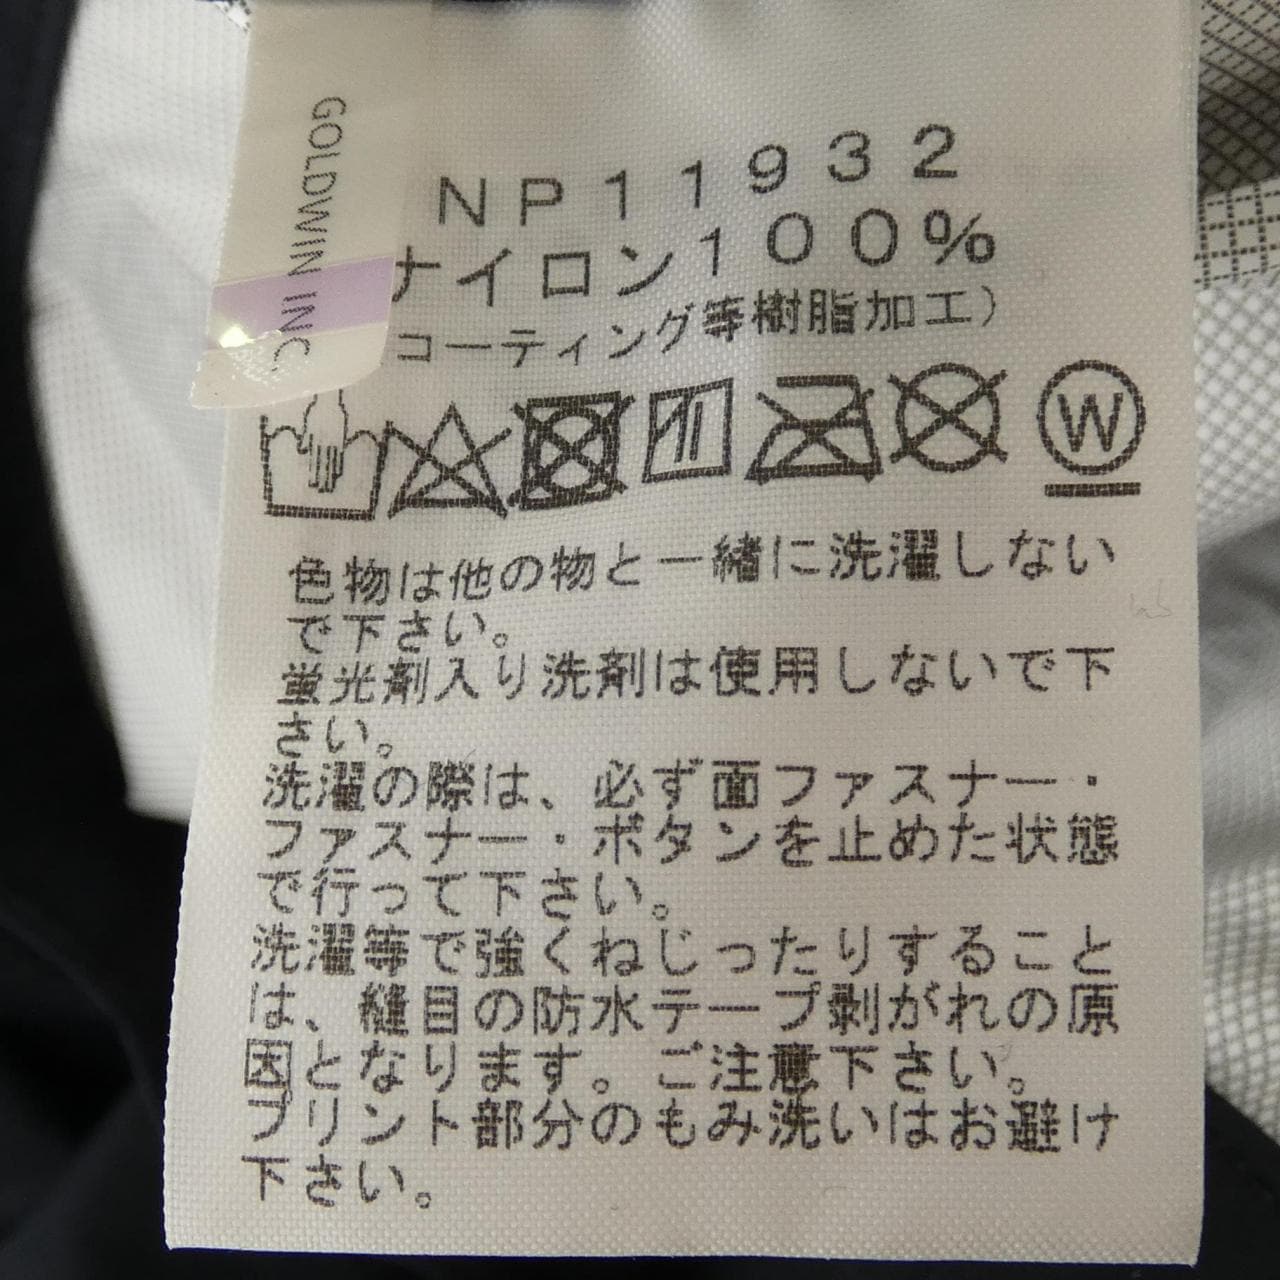 GOLDWIN INC.
NP11932
ナイロン100%
コーティング等樹脂加工)
W
色物は他の物と一緒に洗濯しない
で下さい。
蛍光剤入り洗剤は使用しないで下
さい。
洗濯の際は、必ず面ファスナー・
ファスナー・ボタンを止めた状態
で行って下さい。
洗濯等で強くねじったりすること
は、縫目の防水テープ剥がれの原
因となります。ご注意下さい。
プリント部分のもみ洗いはお避け
下さい。